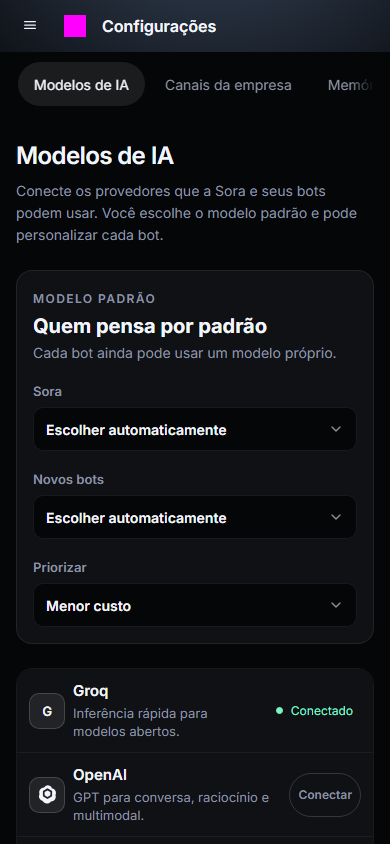 Configurações
Modelos de IA
Canais da empresa
Modelos de IA
Conecte os provedores que a Sora e seus bots
podem usar. Você escolhe o modelo padrão e pode
personalizar cada bot.
MODELO PADRÃO
Quem pensa por padrão
Cada bot ainda pode usar um modelo próprio.
Sora
Escolher automaticamente
Novos bots
Escolher automaticamente
Priorizar
Menor custo
G
Groq
Inferência rápida para
modelos abertos.
Conectado
OpenAI
GPT para conversa, raciocínio e
multimodal.
Conectar